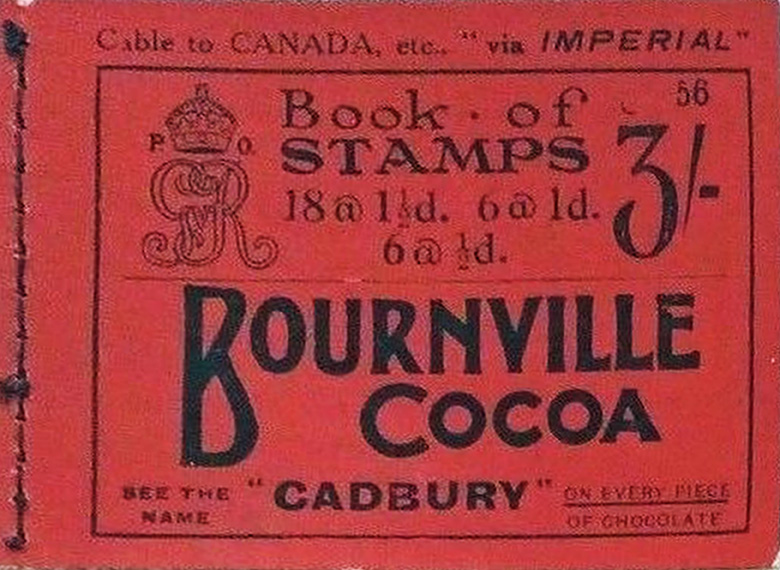 Cable to CANADA, etc., "via IMPERIAL"
56
P O
GVR
Book · of
STAMPS 3/-
18 @ 1½d. 6 @ 1d.
6 @ ½d.
BOURNVILLE
COCOA
SEE THE NAME "CADBURY" ON EVERY PIECE OF CHOCOLATE